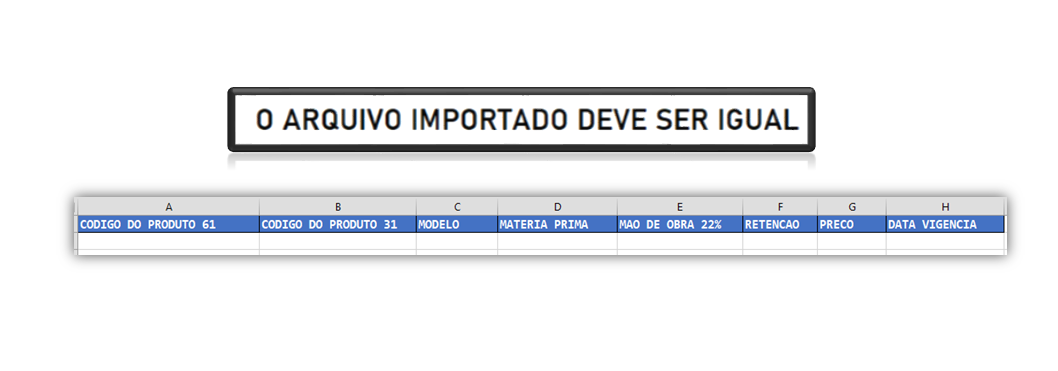 O ARQUIVO IMPORTADO DEVE SER IGUAL
A B C D E F G H
CODIGO DO PRODUTO 61 CODIGO DO PRODUTO 31 MODELO MATERIA PRIMA MAO DE OBRA 22% RETENCAO PRECO DATA VIGENCIA